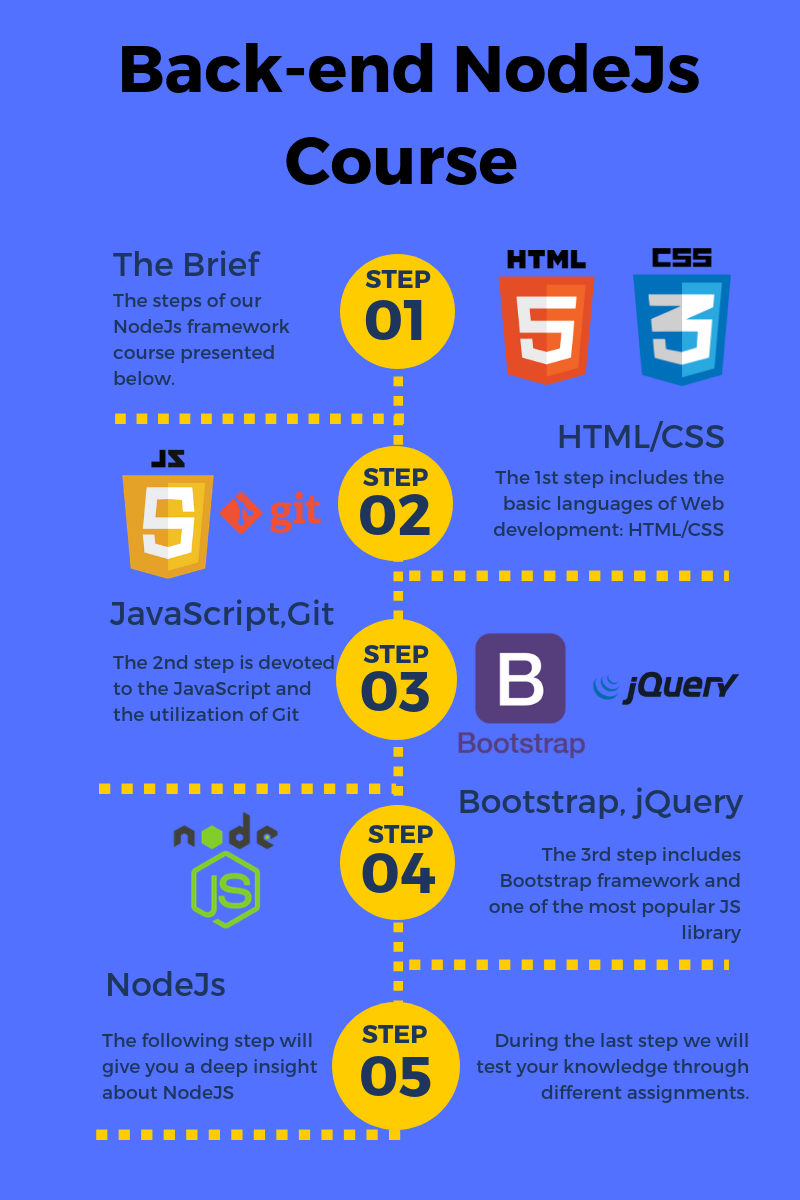 Back-end NodeJs
Course
The Brief
The steps of our
NodeJs framework
course presented
below.
STEP
01
HTML
5
CSS
3
HTML/CSS
The 1st step includes the
basic languages of Web
development: HTML/CSS
JS
5
git
STEP
02
JavaScript,Git
The 2nd step is devoted
to the JavaScript and
the utilization of Git
STEP
03
B
Bootstrap
jQuery
Bootstrap, jQuery
The 3rd step includes
Bootstrap framework and
one of the most popular JS
library
node
JS
STEP
04
NodeJs
The following step will
give you a deep insight
about NodeJS
STEP
05
During the last step we will
test your knowledge through
different assignments.